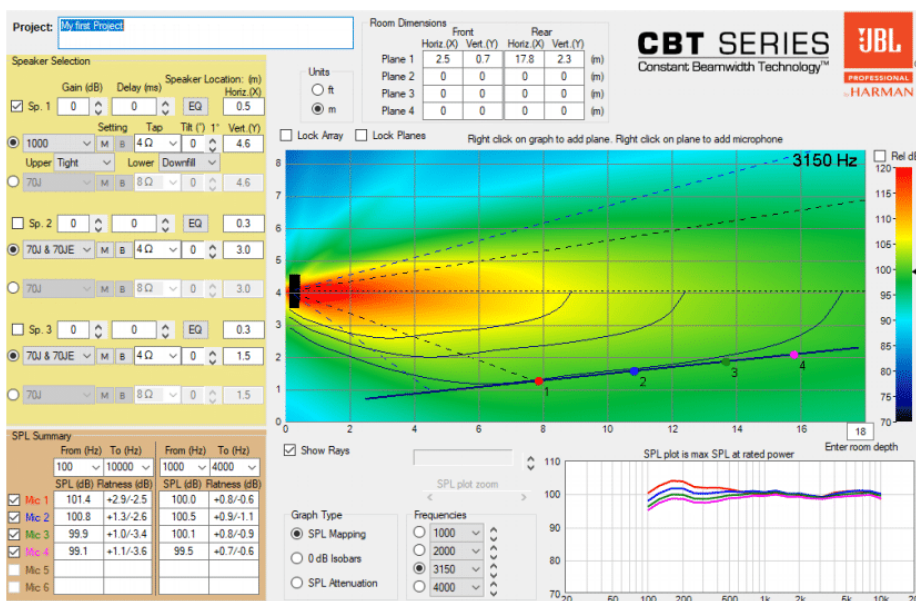 Project: My first Project
Room Dimensions
Front Rear
Horiz.(X) Vert.(Y) Horiz.(X) Vert.(Y)
Plane 1 2.5 0.7 17.8 2.3 (m)
Plane 2 0 0 0 0 (m)
Plane 3 0 0 0 0 (m)
Plane 4 0 0 0 0 (m)
CBT SERIES
Constant Beamwidth Technology™
JBL
PROFESSIONAL
by HARMAN
Units
ft
m
Speaker Selection
Gain (dB) Delay (ms) Speaker Location: (m)
Horiz.(X)
Sp. 1 0 0 EQ 0.5
Setting Tap Tilt (°) 1° Vert.(Y)
1000 M B 4Ω 0 4.6
Upper Tight Lower Downfill
70J M B 8Ω 0 4.6
Sp. 2 0 0 EQ 0.3
70J & 70JE M B 4Ω 0 3.0
70J M B 8Ω 0 3.0
Sp. 3 0 0 EQ 0.3
70J & 70JE M B 4Ω 0 1.5
70J M B 8Ω 0 1.5
Lock Array Lock Planes Right click on graph to add plane. Right click on plane to add microphone
3150 Hz
Rel dB
8
7
6
5
4
3
2
1
0
1 2 3 4
0 2 4 6 8 10 12 14 16 18
120
115
110
105
100
95
90
85
80
75
70
Enter room depth
SPL Summary
From (Hz) To (Hz) From (Hz) To (Hz)
100 10000 1000 4000
SPL (dB) Flatness (dB) SPL (dB) Flatness (dB)
Mic 1 101.4 +2.9/-2.5 100.0 +0.8/-0.6
Mic 2 100.8 +1.3/-2.6 100.5 +0.9/-1.1
Mic 3 99.9 +1.0/-3.4 100.1 +0.8/-0.9
Mic 4 99.1 +1.1/-3.6 99.5 +0.7/-0.6
Mic 5
Mic 6
Show Rays
SPL plot zoom
Graph Type
SPL Mapping
0 dB Isobars
SPL Attenuation
Frequencies
1000
2000
3150
4000
SPL plot is max SPL at rated power
110
100
90
80
70
20 50 100 200 500 1k 2k 5k 10k